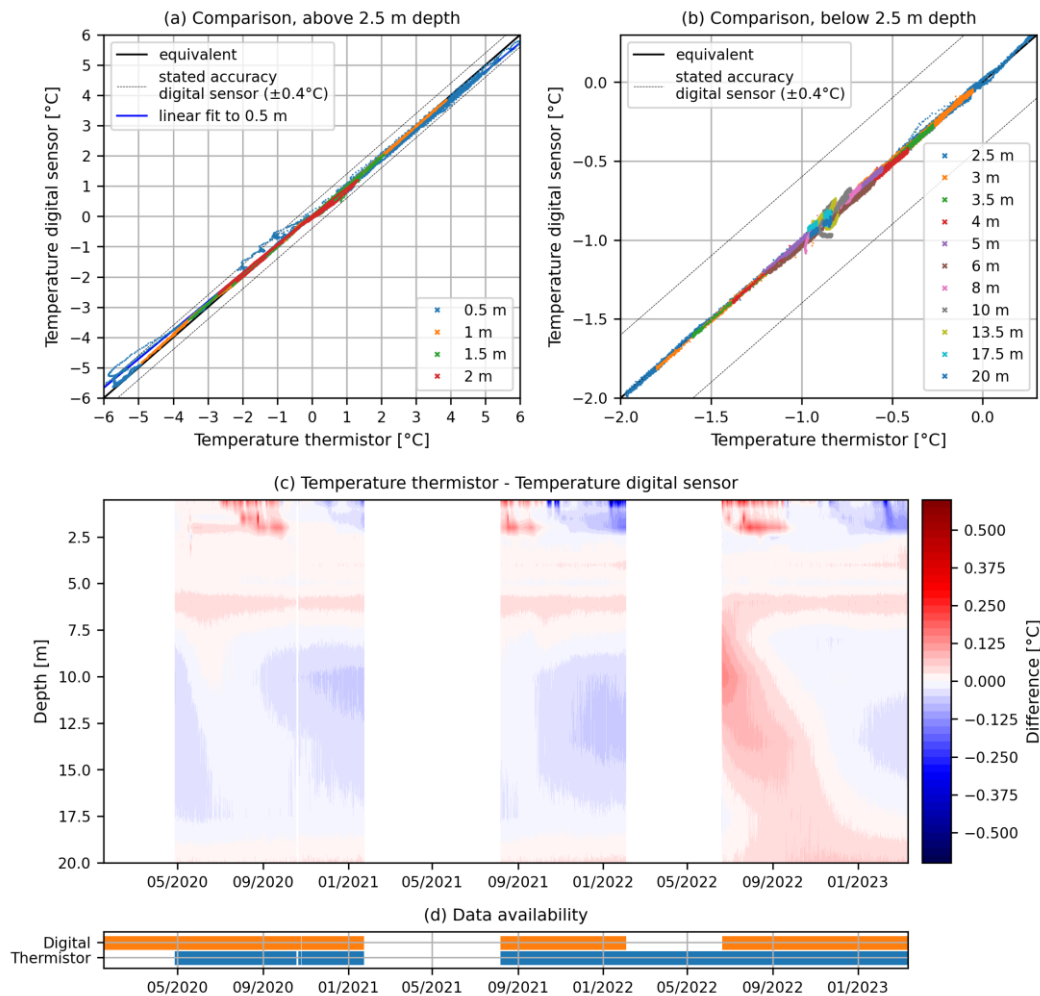 (a) Comparison, above 2.5 m depth
6
5
4
3
2
1
0
−1
−2
−3
−4
−5
−6
Temperature digital sensor [°C]
equivalent
stated accuracy
digital sensor (±0.4°C)
linear fit to 0.5 m
0.5 m
1 m
1.5 m
2 m
−6 −5 −4 −3 −2 −1 0 1 2 3 4 5 6
Temperature thermistor [°C]
(b) Comparison, below 2.5 m depth
0.0
−0.5
−1.0
−1.5
−2.0
Temperature digital sensor [°C]
equivalent
stated accuracy
digital sensor (±0.4°C)
2.5 m
3 m
3.5 m
4 m
5 m
6 m
8 m
10 m
13.5 m
17.5 m
20 m
−2.0 −1.5 −1.0 −0.5 0.0
Temperature thermistor [°C]
(c) Temperature thermistor - Temperature digital sensor
2.5
5.0
7.5
10.0
12.5
15.0
17.5
20.0
Depth [m]
05/2020 09/2020 01/2021 05/2021 09/2021 01/2022 05/2022 09/2022 01/2023
0.500
0.375
0.250
0.125
0.000
−0.125
−0.250
−0.375
−0.500
Difference [°C]
(d) Data availability
Digital
Thermistor
05/2020 09/2020 01/2021 05/2021 09/2021 01/2022 05/2022 09/2022 01/2023